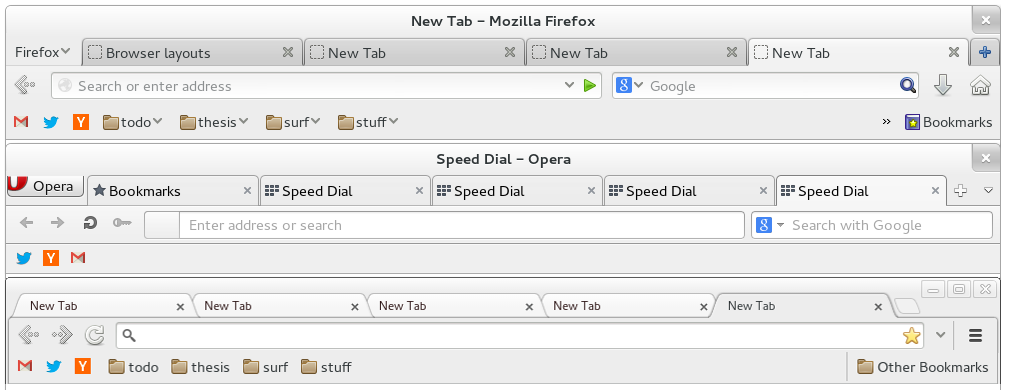 New Tab – Mozilla Firefox
Firefox Browser layouts New Tab New Tab New Tab
Search or enter address 8 Google
todo thesis surf stuff » Bookmarks
Speed Dial – Opera
Opera Bookmarks Speed Dial Speed Dial Speed Dial Speed Dial
Enter address or search 8 Search with Google
Y
New Tab New Tab New Tab New Tab New Tab
Y todo thesis surf stuff Other Bookmarks